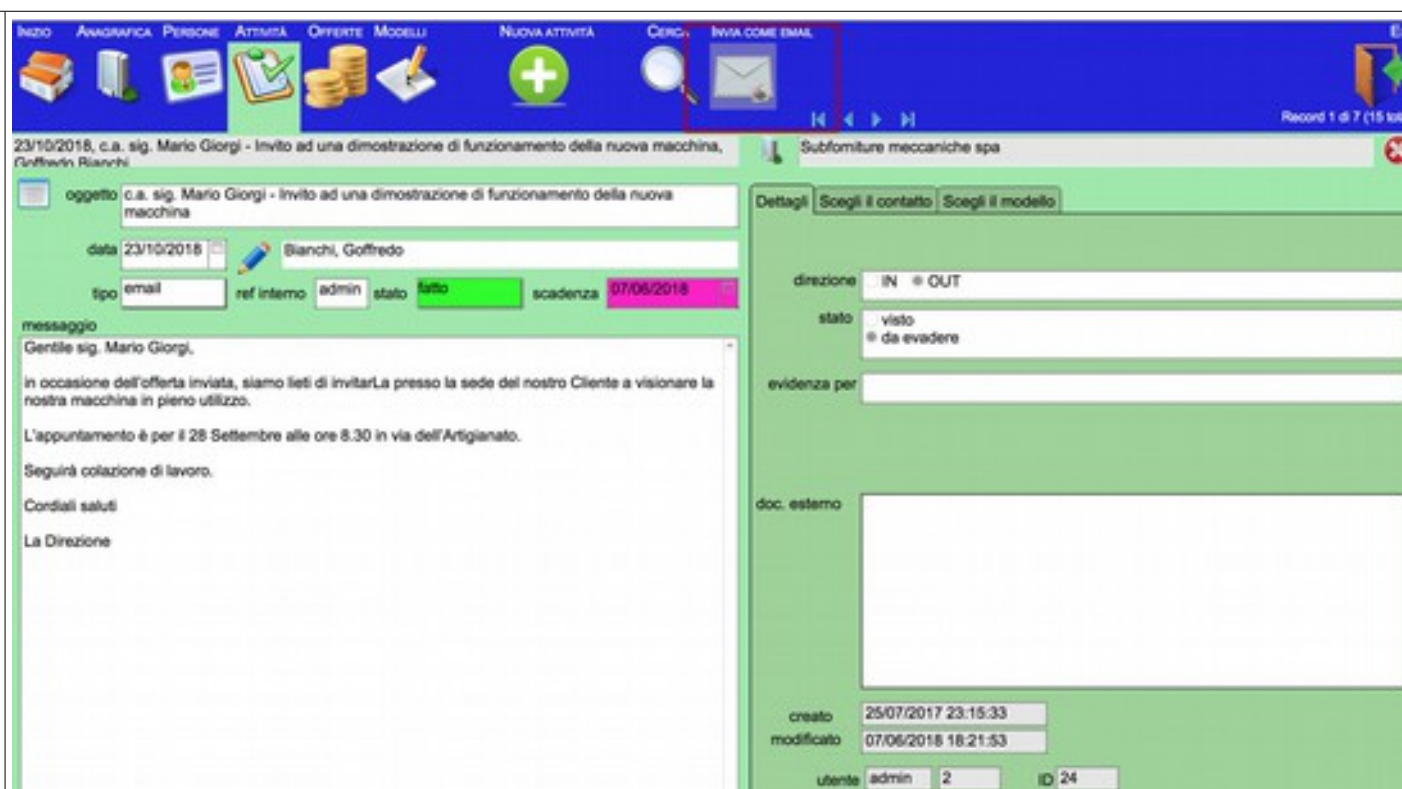 INIZIO ANAGRAFICA PERSONE ATTIVITÀ OFFERTE MODELLI NUOVA ATTIVITÀ CERCA INVIA COME EMAIL
Record 1 di 7 (15
23/10/2018, c.a. sig. Mario Giorgi - Invito ad una dimostrazione di funzionamento della nuova macchina,
Goffredo Bianchi
Subforniture meccaniche spa
oggetto c.a. sig. Mario Giorgi - Invito ad una dimostrazione di funzionamento della nuova
macchina
data 23/10/2018 Bianchi, Goffredo
tipo email ref interno admin stato fatto scadenza 07/06/2018
messaggio
Gentile sig. Mario Giorgi,
in occasione dell'offerta inviata, siamo lieti di invitarLa presso la sede del nostro Cliente a visionare la
nostra macchina in pieno utilizzo.
L'appuntamento è per il 28 Settembre alle ore 8.30 in via dell'Artigianato.
Seguirà colazione di lavoro.
Cordiali saluti
La Direzione
Dettagli Scegli il contatto Scegli il modello
direzione IN OUT
stato visto
da evadere
evidenza per
doc. esterno
creato 25/07/2017 23:15:33
modificato 07/06/2018 18:21:53
utente admin 2 ID 24